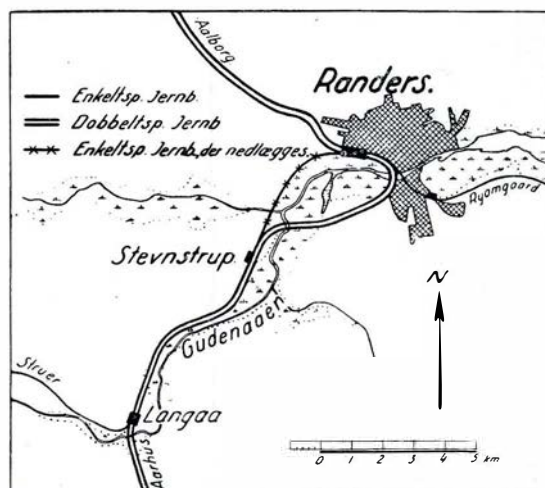 Aalborg
Randers.
Enkeltsp. Jernb.
Dobbeltsp. Jernb
Enkeltsp. Jernb., der nedlægges.
Ryomgaard
Stevnstrup.
N
Gudenaaen
Struer
Langaa
Aarhus
0 1 2 3 4 5 km